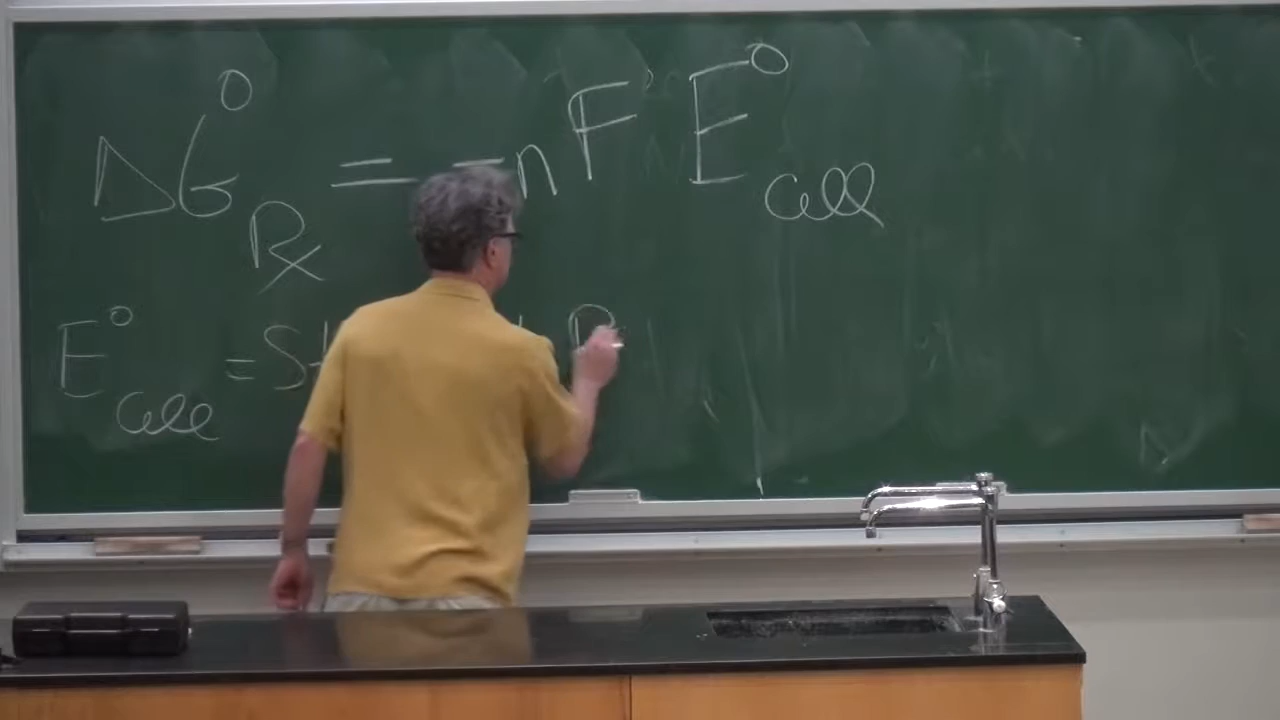 ΔG°Rx = -nFE°cell
E°cell =